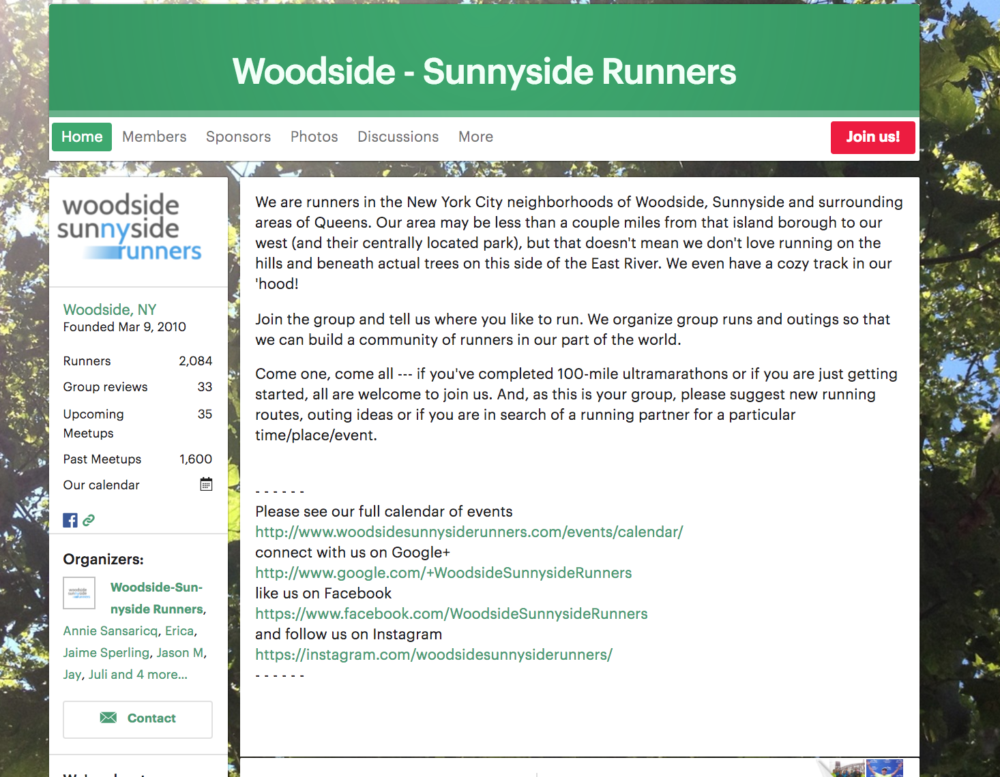 Woodside - Sunnyside Runners
Home
Members
Sponsors
Photos
Discussions
More
Join us!
woodside
sunnyside
runners
Woodside, NY
Founded Mar 9, 2010
Runners 2,084
Group reviews 33
Upcoming 35
Meetups
Past Meetups 1,600
Our calendar
Organizers:
woodside
sunnyside
runners
Woodside-Sun-
nyside Runners,
Annie Sansaricq, Erica,
Jaime Sperling, Jason M,
Jay, Juli and 4 more...
Contact
We are runners in the New York City neighborhoods of Woodside, Sunnyside and surrounding
areas of Queens. Our area may be less than a couple miles from that island borough to our
west (and their centrally located park), but that doesn't mean we don't love running on the
hills and beneath actual trees on this side of the East River. We even have a cozy track in our
'hood!
Join the group and tell us where you like to run. We organize group runs and outings so that
we can build a community of runners in our part of the world.
Come one, come all --- if you've completed 100-mile ultramarathons or if you are just getting
started, all are welcome to join us. And, as this is your group, please suggest new running
routes, outing ideas or if you are in search of a running partner for a particular
time/place/event.
- - - - - -
Please see our full calendar of events
http://www.woodsidesunnysiderunners.com/events/calendar/
connect with us on Google+
http://www.google.com/+WoodsideSunnysideRunners
like us on Facebook
https://www.facebook.com/WoodsideSunnysideRunners
and follow us on Instagram
https://instagram.com/woodsidesunnysiderunners/
- - - - - -